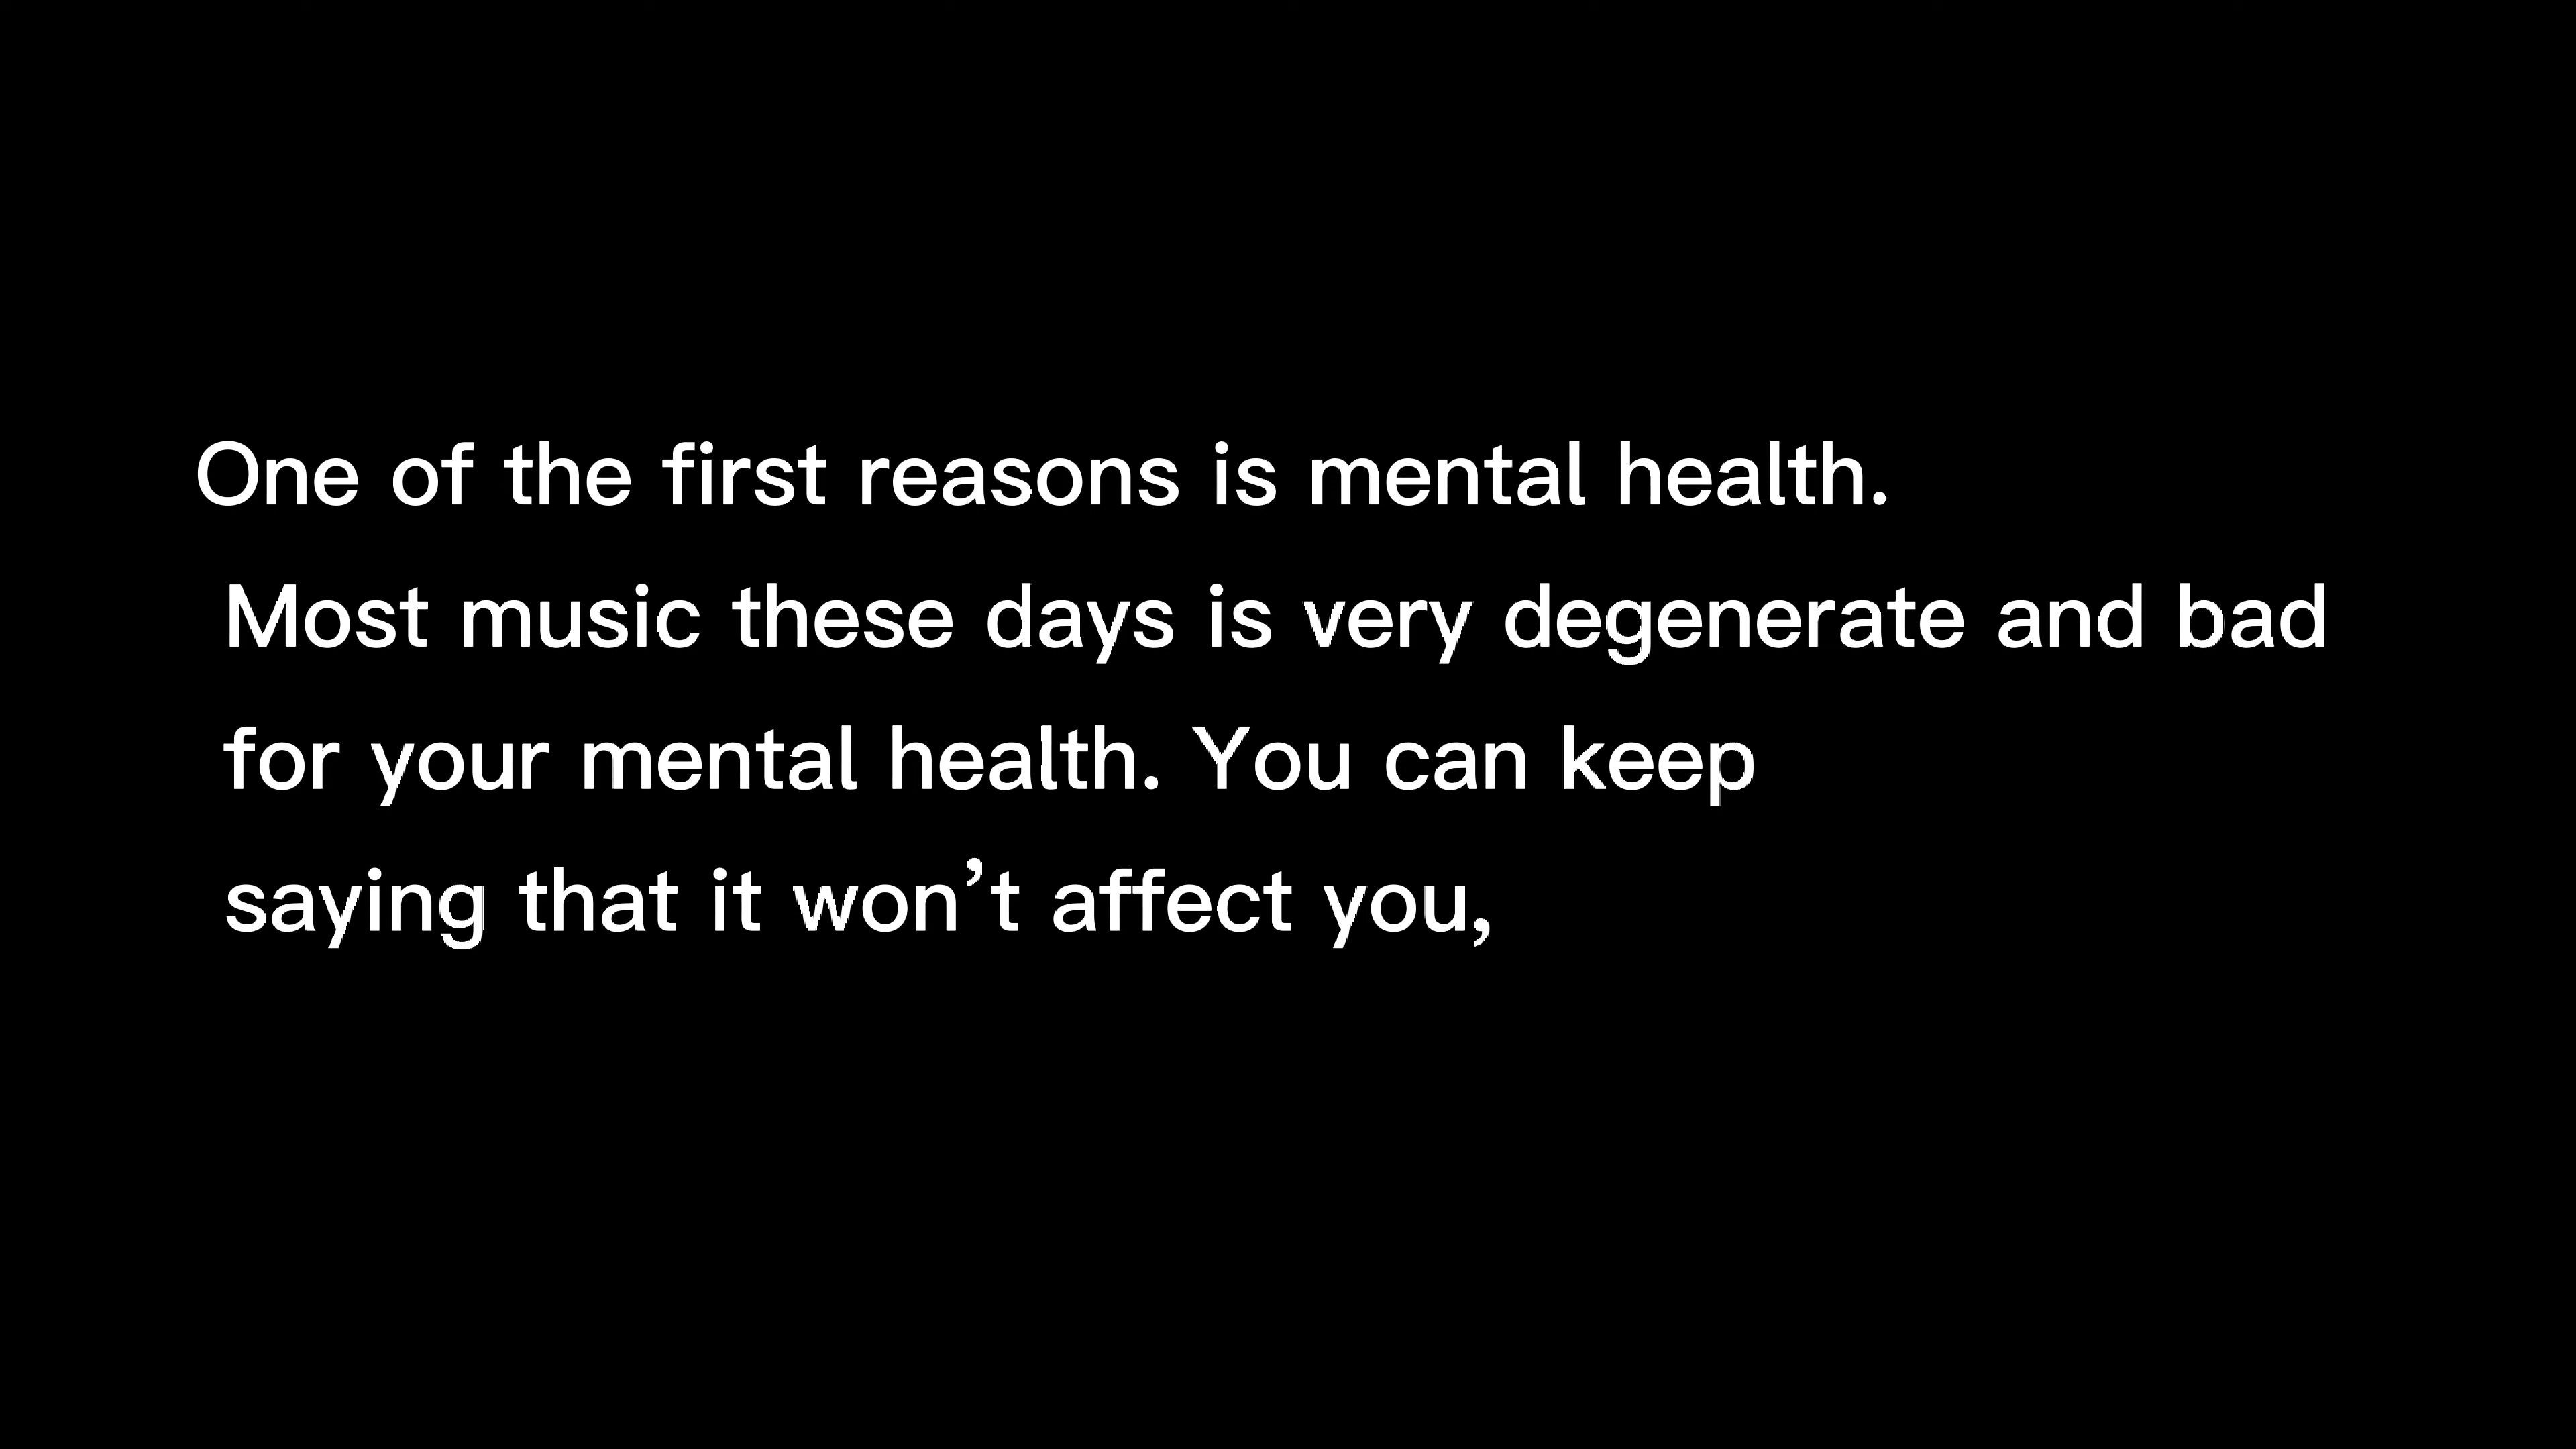 One of the first reasons is mental health.
Most music these days is very degenerate and bad
for your mental health. You can keep
saying that it won’t affect you,